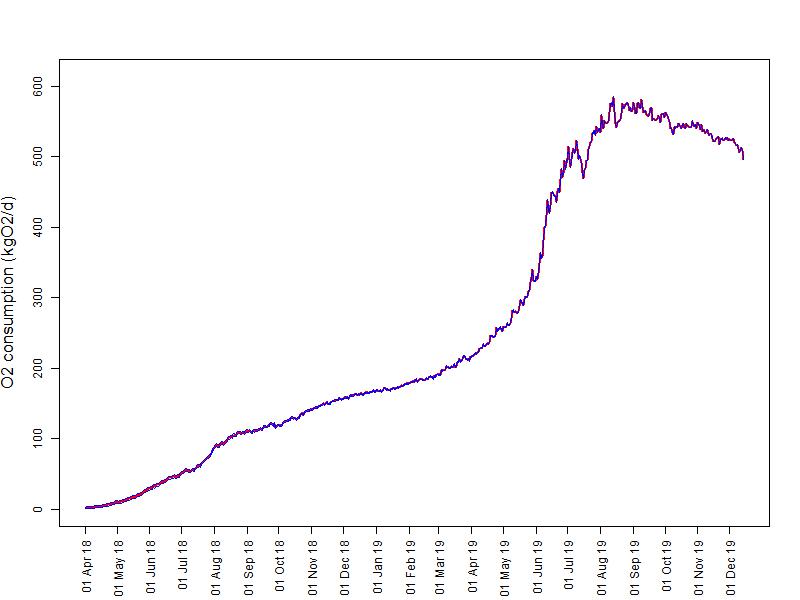 O2 consumption (kgO2/d)
600
500
400
300
200
100
0
01 Apr 18
01 May 18
01 Jun 18
01 Jul 18
01 Aug 18
01 Sep 18
01 Oct 18
01 Nov 18
01 Dec 18
01 Jan 19
01 Feb 19
01 Mar 19
01 Apr 19
01 May 19
01 Jun 19
01 Jul 19
01 Aug 19
01 Sep 19
01 Oct 19
01 Nov 19
01 Dec 19